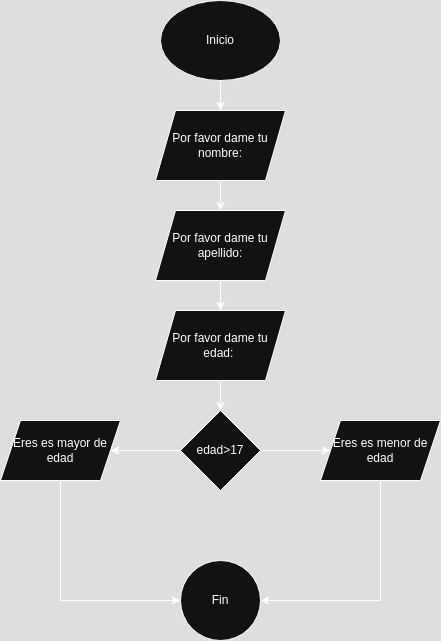 Inicio
Por favor dame tu
nombre:
Por favor dame tu
apellido:
Por favor dame tu
edad:
Eres es mayor de
edad
edad>17
Eres es menor de
edad
Fin